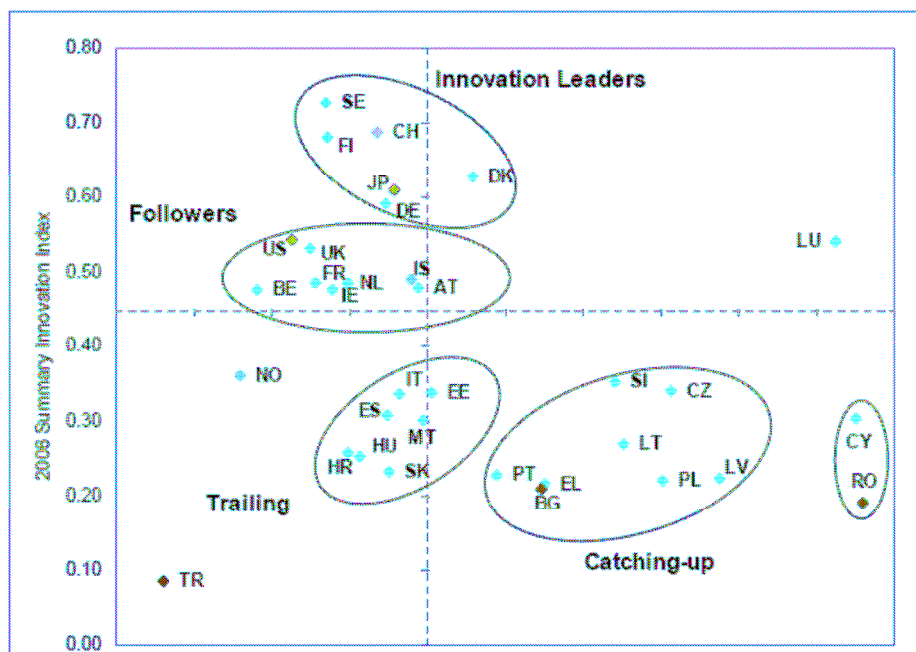 0.80
Innovation Leaders
SE
0.70
CH
FI
DK
JP
0.60
DE
Followers
US
UK
LU
IS
FR
NL
AT
BE
IE
0.50
2006 Summary Innovation Index
0.40
NO
IT
EE
SI
CZ
ES
0.30
MT
CY
HU
LT
HR
SK
PT
EL
PL
LV
RO
0.20
BG
Trailing
Catching-up
0.10
TR
0.00